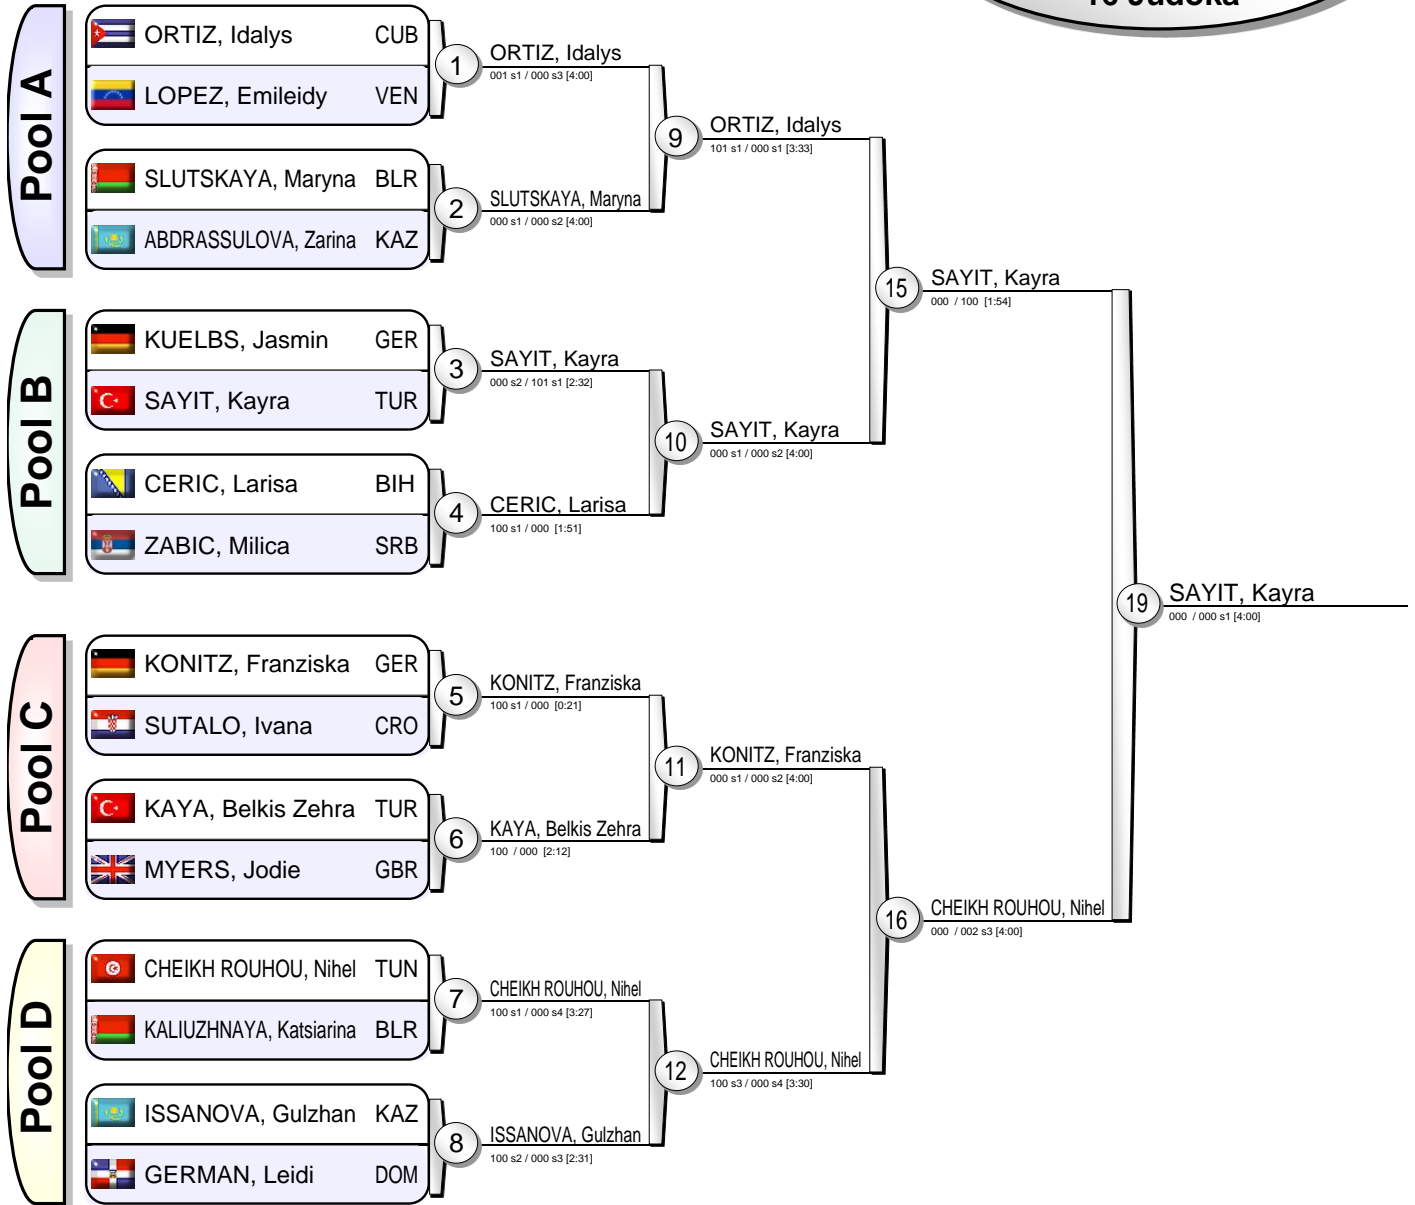 16 Judoka
Pool A
ORTIZ, Idalys CUB
LOPEZ, Emileidy VEN
1
ORTIZ, Idalys
001 s1 / 000 s3 [4:00]
SLUTSKAYA, Maryna BLR
ABDRASSULOVA, Zarina KAZ
2
SLUTSKAYA, Maryna
000 s1 / 000 s2 [4:00]
9
ORTIZ, Idalys
101 s1 / 000 s1 [3:33]
Pool B
KUELBS, Jasmin GER
SAYIT, Kayra TUR
3
SAYIT, Kayra
000 s2 / 101 s1 [2:32]
CERIC, Larisa BIH
ZABIC, Milica SRB
4
CERIC, Larisa
100 s1 / 000 [1:51]
10
SAYIT, Kayra
000 s1 / 000 s2 [4:00]
15
SAYIT, Kayra
000 / 100 [1:54]
Pool C
KONITZ, Franziska GER
SUTALO, Ivana CRO
5
KONITZ, Franziska
100 s1 / 000 [0:21]
KAYA, Belkis Zehra TUR
MYERS, Jodie GBR
6
KAYA, Belkis Zehra
100 / 000 [2:12]
11
KONITZ, Franziska
000 s1 / 000 s2 [4:00]
Pool D
CHEIKH ROUHOU, Nihel TUN
KALIUZHNAYA, Katsiarina BLR
7
CHEIKH ROUHOU, Nihel
100 s1 / 000 s4 [3:27]
ISSANOVA, Gulzhan KAZ
GERMAN, Leidi DOM
8
ISSANOVA, Gulzhan
100 s2 / 000 s3 [2:31]
12
CHEIKH ROUHOU, Nihel
100 s3 / 000 s4 [3:30]
16
CHEIKH ROUHOU, Nihel
000 / 002 s3 [4:00]
19
SAYIT, Kayra
000 / 000 s1 [4:00]